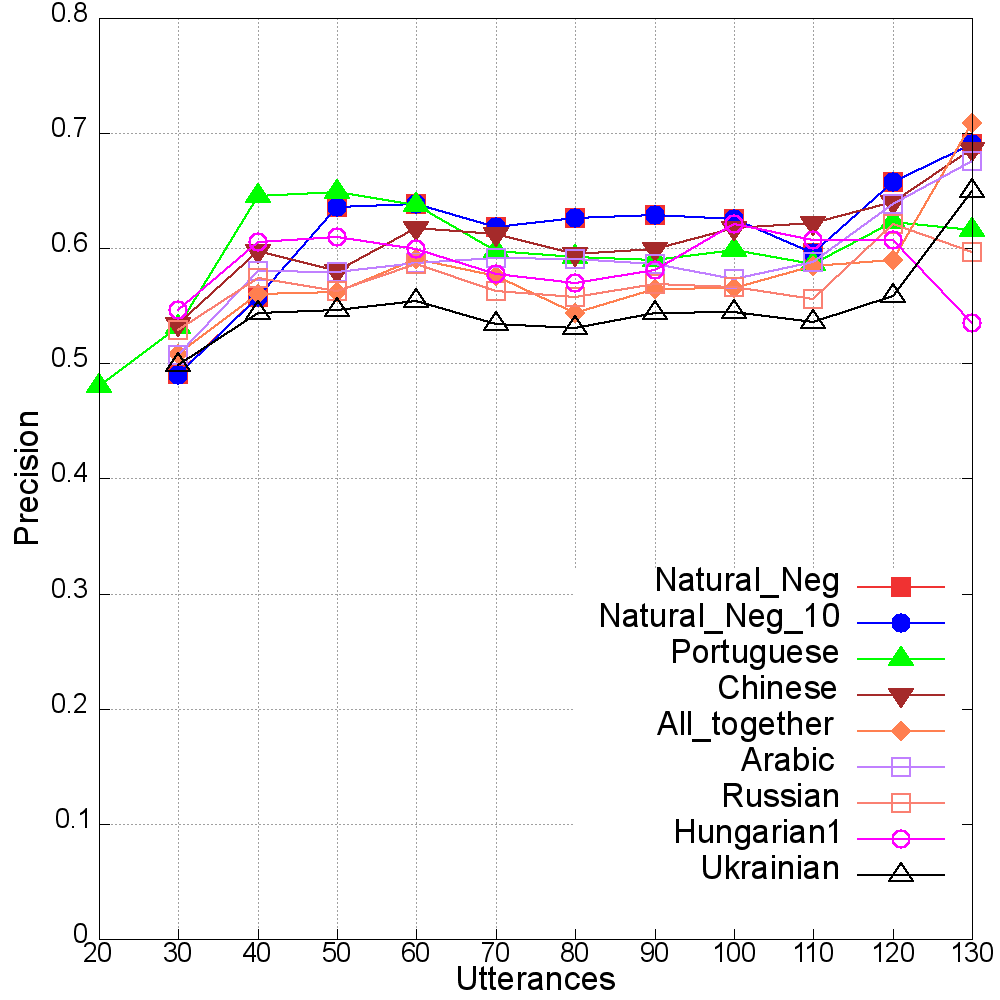 0.8
0.7
0.6
0.5
0.4
0.3
0.2
0.1
0
Precision
Natural_Neg
Natural_Neg_10
Portuguese
Chinese
All_together
Arabic
Russian
Hungarian1
Ukrainian
20 30 40 50 60 70 80 90 100 110 120 130
Utterances